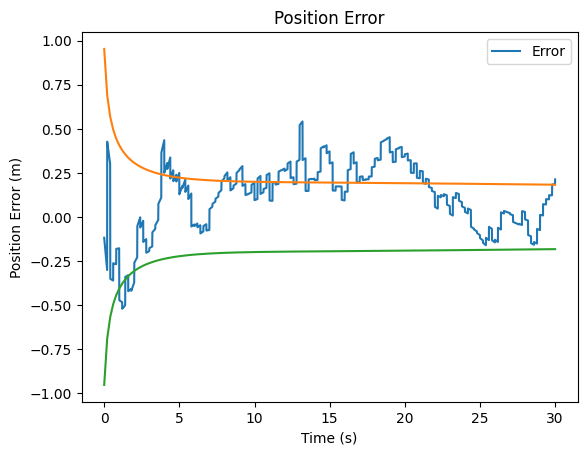 Position Error
Error
Position Error (m)
1.00
0.75
0.50
0.25
0.00
−0.25
−0.50
−0.75
−1.00
0 5 10 15 20 25 30
Time (s)